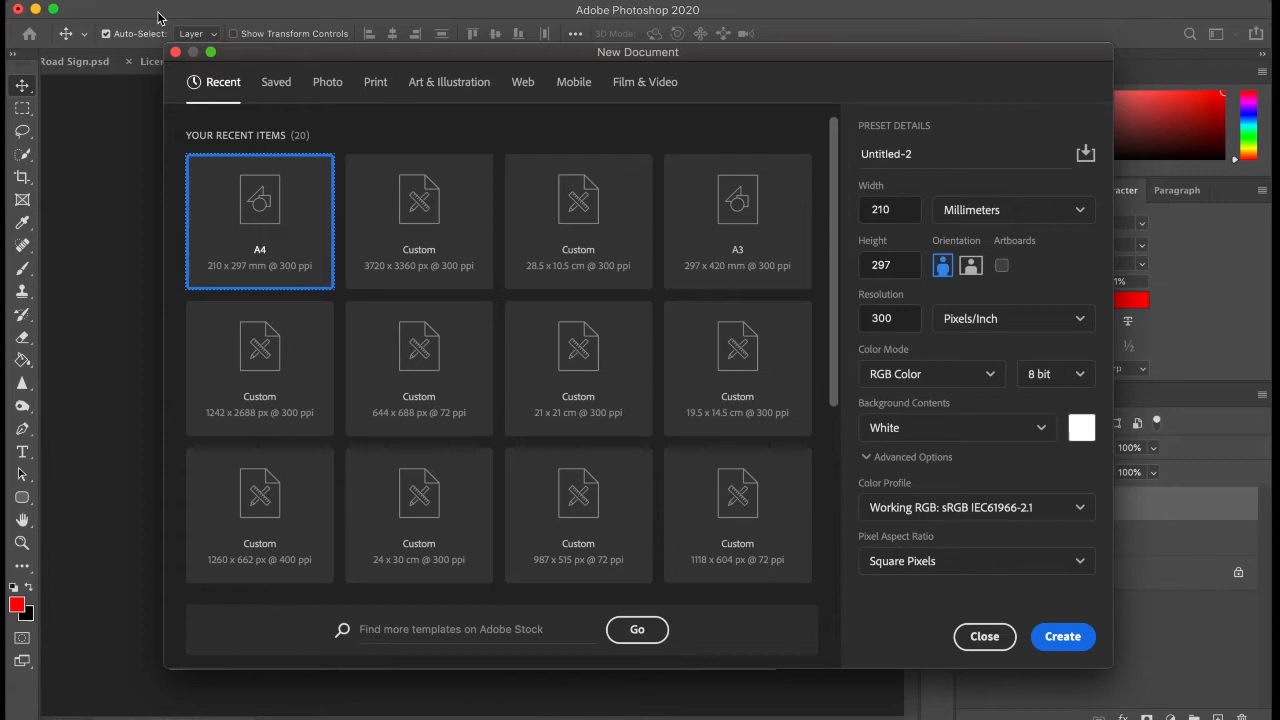 Adobe Photoshop 2020
Auto-Select: Layer Show Transform Controls 3D Mode:
Road Sign.psd × Licen
New Document
Recent Saved Photo Print Art & Illustration Web Mobile Film & Video
YOUR RECENT ITEMS (20)
A4
210 x 297 mm @ 300 ppi
Custom
3720 x 3360 px @ 300 ppi
Custom
28.5 x 10.5 cm @ 300 ppi
A3
297 x 420 mm @ 300 ppi
Custom
1242 x 2688 px @ 300 ppi
Custom
644 x 688 px @ 72 ppi
Custom
21 x 21 cm @ 300 ppi
Custom
19.5 x 14.5 cm @ 300 ppi
Custom
1260 x 662 px @ 400 ppi
Custom
24 x 30 cm @ 300 ppi
Custom
987 x 515 px @ 72 ppi
Custom
1118 x 604 px @ 72 ppi
Find more templates on Adobe Stock Go
PRESET DETAILS
Untitled-2
Width
210 Millimeters
Height Orientation Artboards
297
Resolution
300 Pixels/Inch
Color Mode
RGB Color 8 bit
Background Contents
White
Advanced Options
Color Profile
Working RGB: sRGB IEC61966-2.1
Pixel Aspect Ratio
Square Pixels
Close Create
racter Paragraph
1%
½
rp
100%
100%
fx